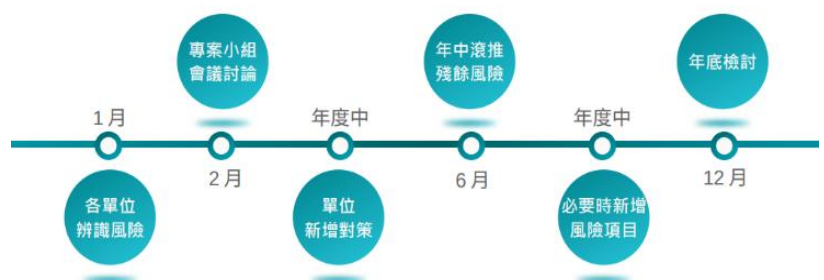 1月
各單位
辨識風險
專案小組
會議討論
2月
年度中
單位
新增對策
年中滾推
殘餘風險
6月
年度中
必要時新增
風險項目
年底檢討
12月